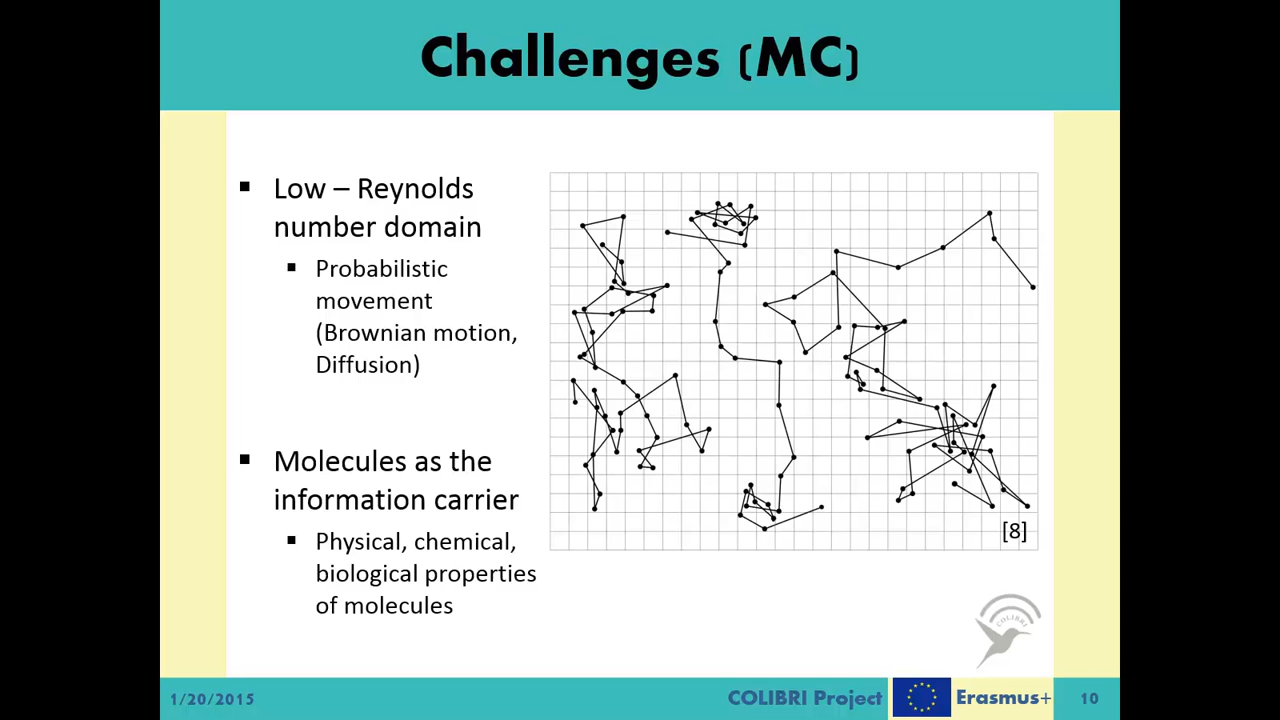 Challenges (MC)
▪ Low – Reynolds
number domain
▪ Probabilistic
movement
(Brownian motion,
Diffusion)
▪ Molecules as the
information carrier
▪ Physical, chemical,
biological properties
of molecules
[8]
COLIBRI
1/20/2015
COLIBRI Project
Erasmus+
10